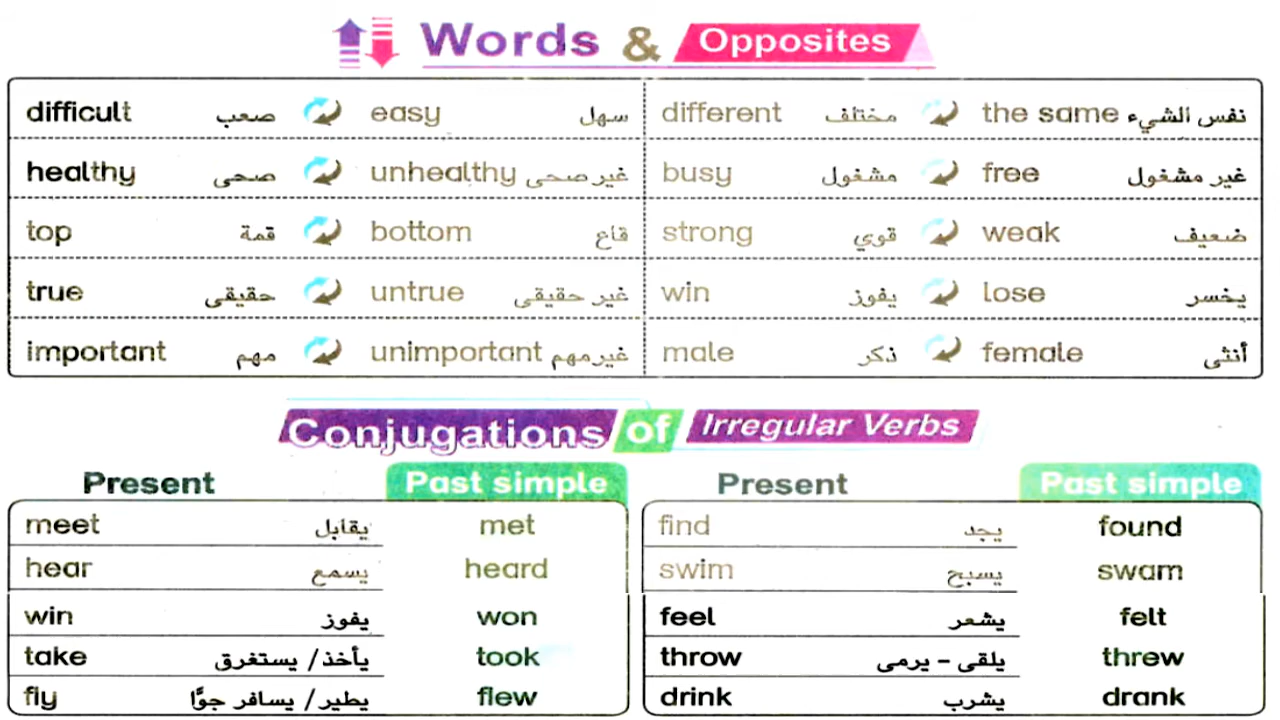 Words & Opposites
difficult صعب easy سهل different مختلف the same نفس الشيء
healthy صحى unhealthy غير صحى busy مشغول free غير مشغول
top قمة bottom قاع strong قوي weak ضعيف
true حقيقى untrue غير حقيقى win يفوز lose يخسر
important مهم unimportant غير مهم male ذكر female أنثى
Conjugations of Irregular Verbs
Present Past simple Present Past simple
meet يقابل met find يجد found
hear يسمع heard swim يسبح swam
win يفوز won feel يشعر felt
take يأخذ / يستغرق took throw يلقى - يرمى threw
fly يطير / يسافر جوًّا flew drink يشرب drank